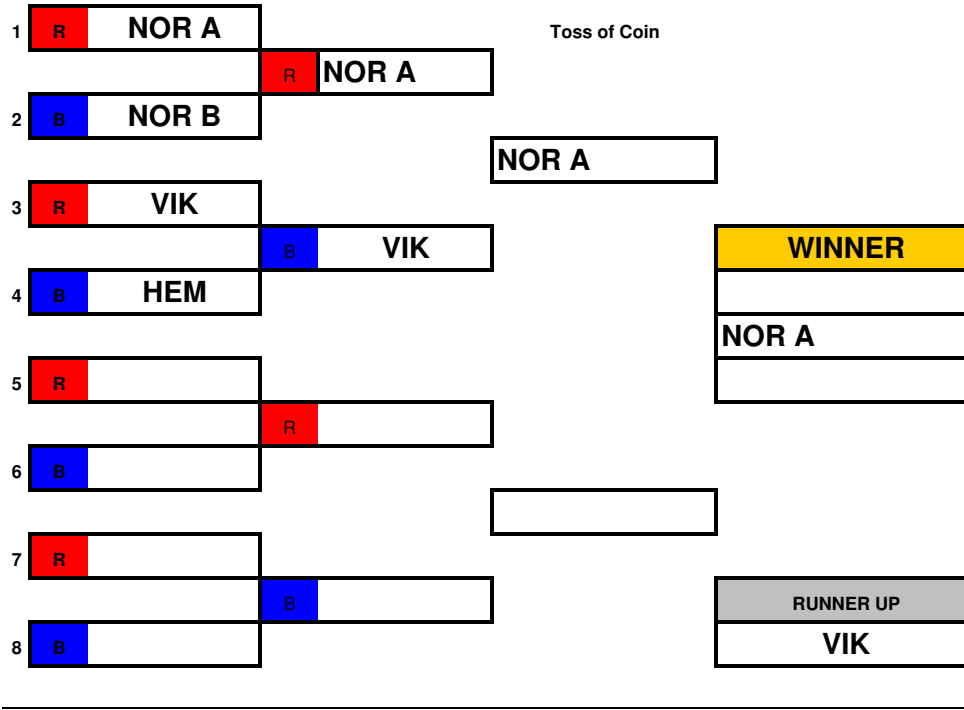 1 R NOR A Toss of Coin
R NOR A
2 B NOR B
NOR A
3 R VIK
B VIK WINNER
4 B HEM
NOR A
5 R
R
6 B
7 R
B RUNNER UP
8 B VIK